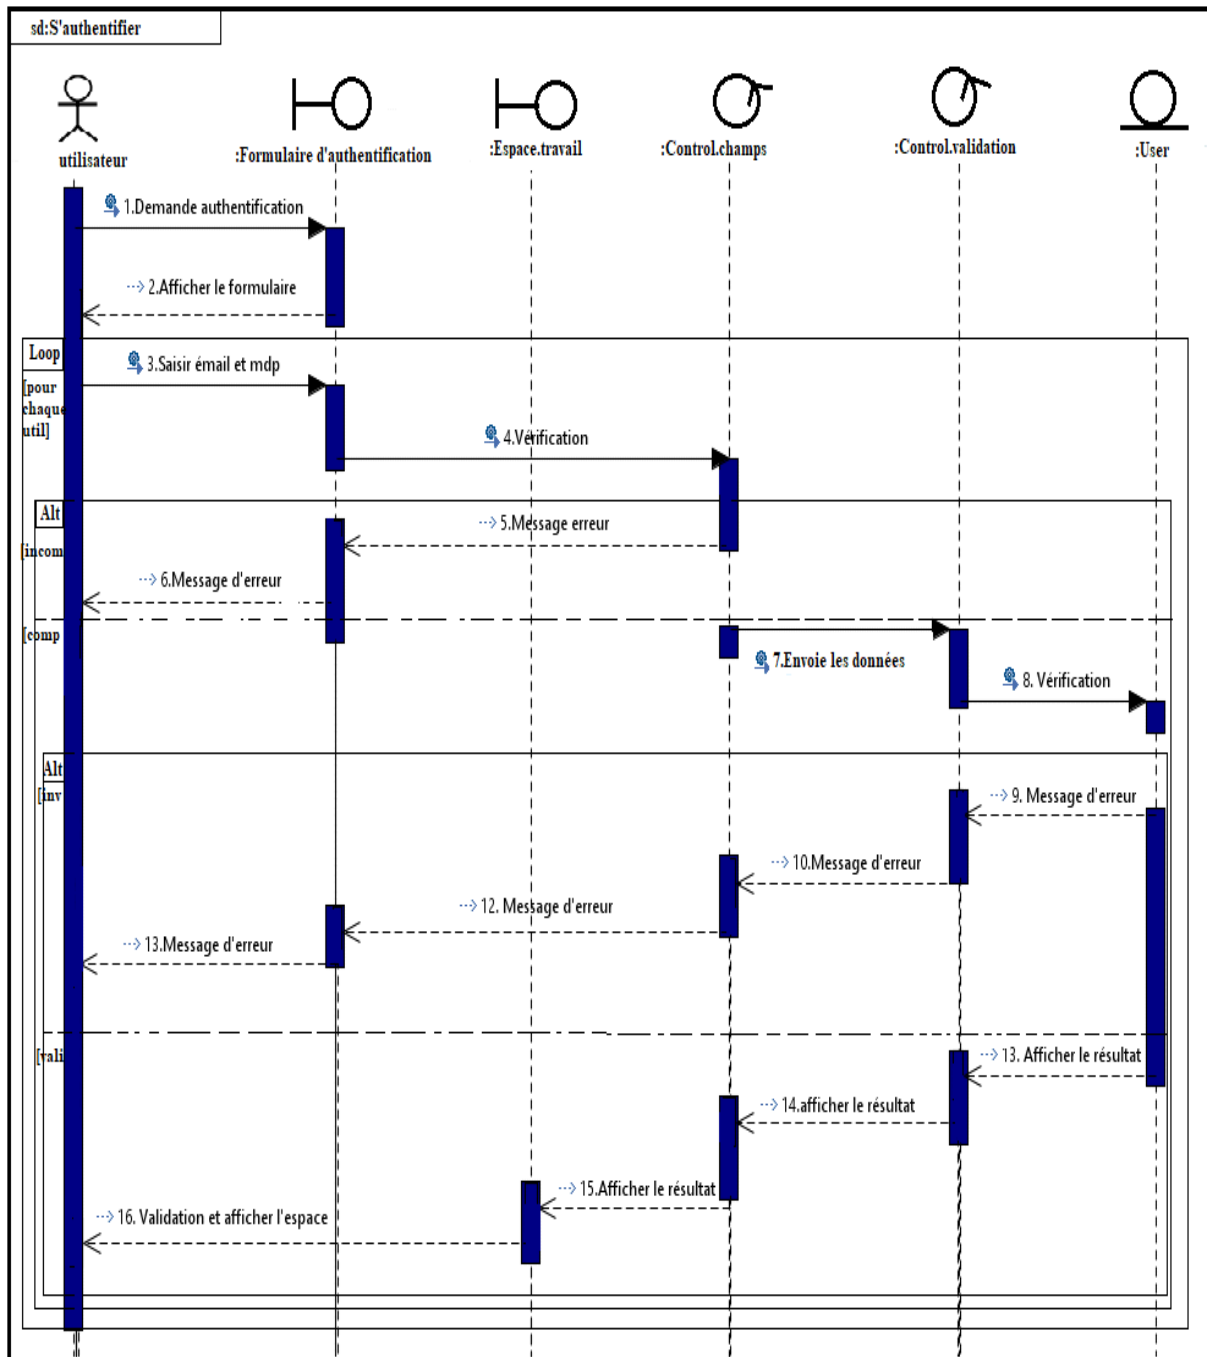 sd:S'authentifier
utilisateur
:Formulaire d'authentification
:Espace.travail
:Control.champs
:Control.validation
:User
1.Demande authentification
2.Afficher le formulaire
Loop
[pour
chaque
util]
3.Saisir émail et mdp
4.Vérification
Alt
[incom
5.Message erreur
6.Message d'erreur
[comp
7.Envoie les données
8. Vérification
Alt
[inv
9. Message d'erreur
10.Message d'erreur
12. Message d'erreur
13.Message d'erreur
[vali
13. Afficher le résultat
14.afficher le résultat
15.Afficher le résultat
16. Validation et afficher l'espace